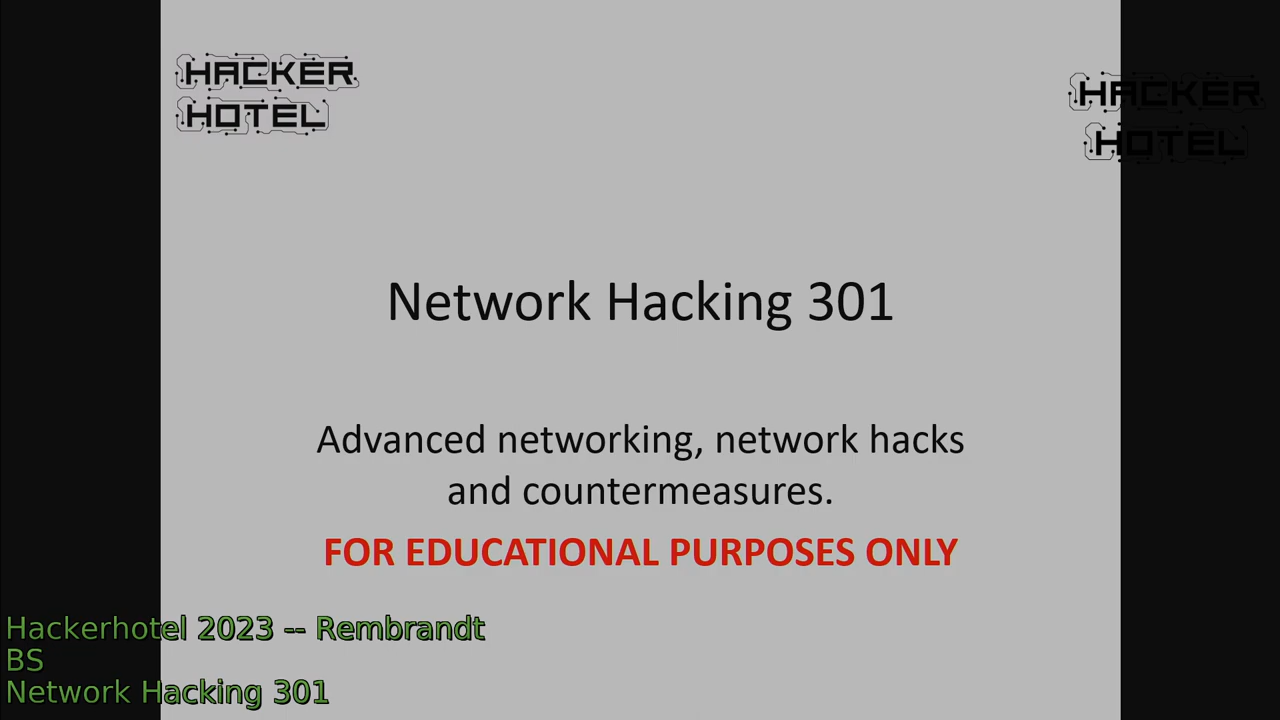 HACKER
HOTEL
HACKER
HOTEL
Network Hacking 301
Advanced networking, network hacks
and countermeasures.
FOR EDUCATIONAL PURPOSES ONLY
Hackerhotel 2023 -- Rembrandt
BS
Network Hacking 301